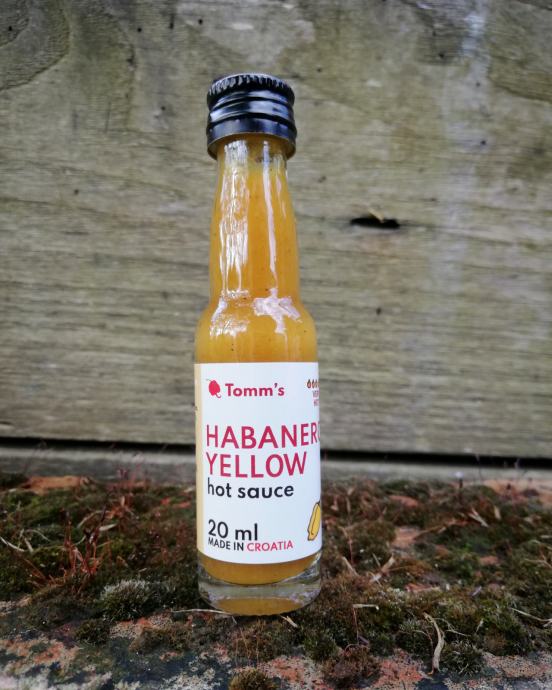 Tomm's
HABANERO
YELLOW
hot sauce
20 ml
MADE IN CROATIA